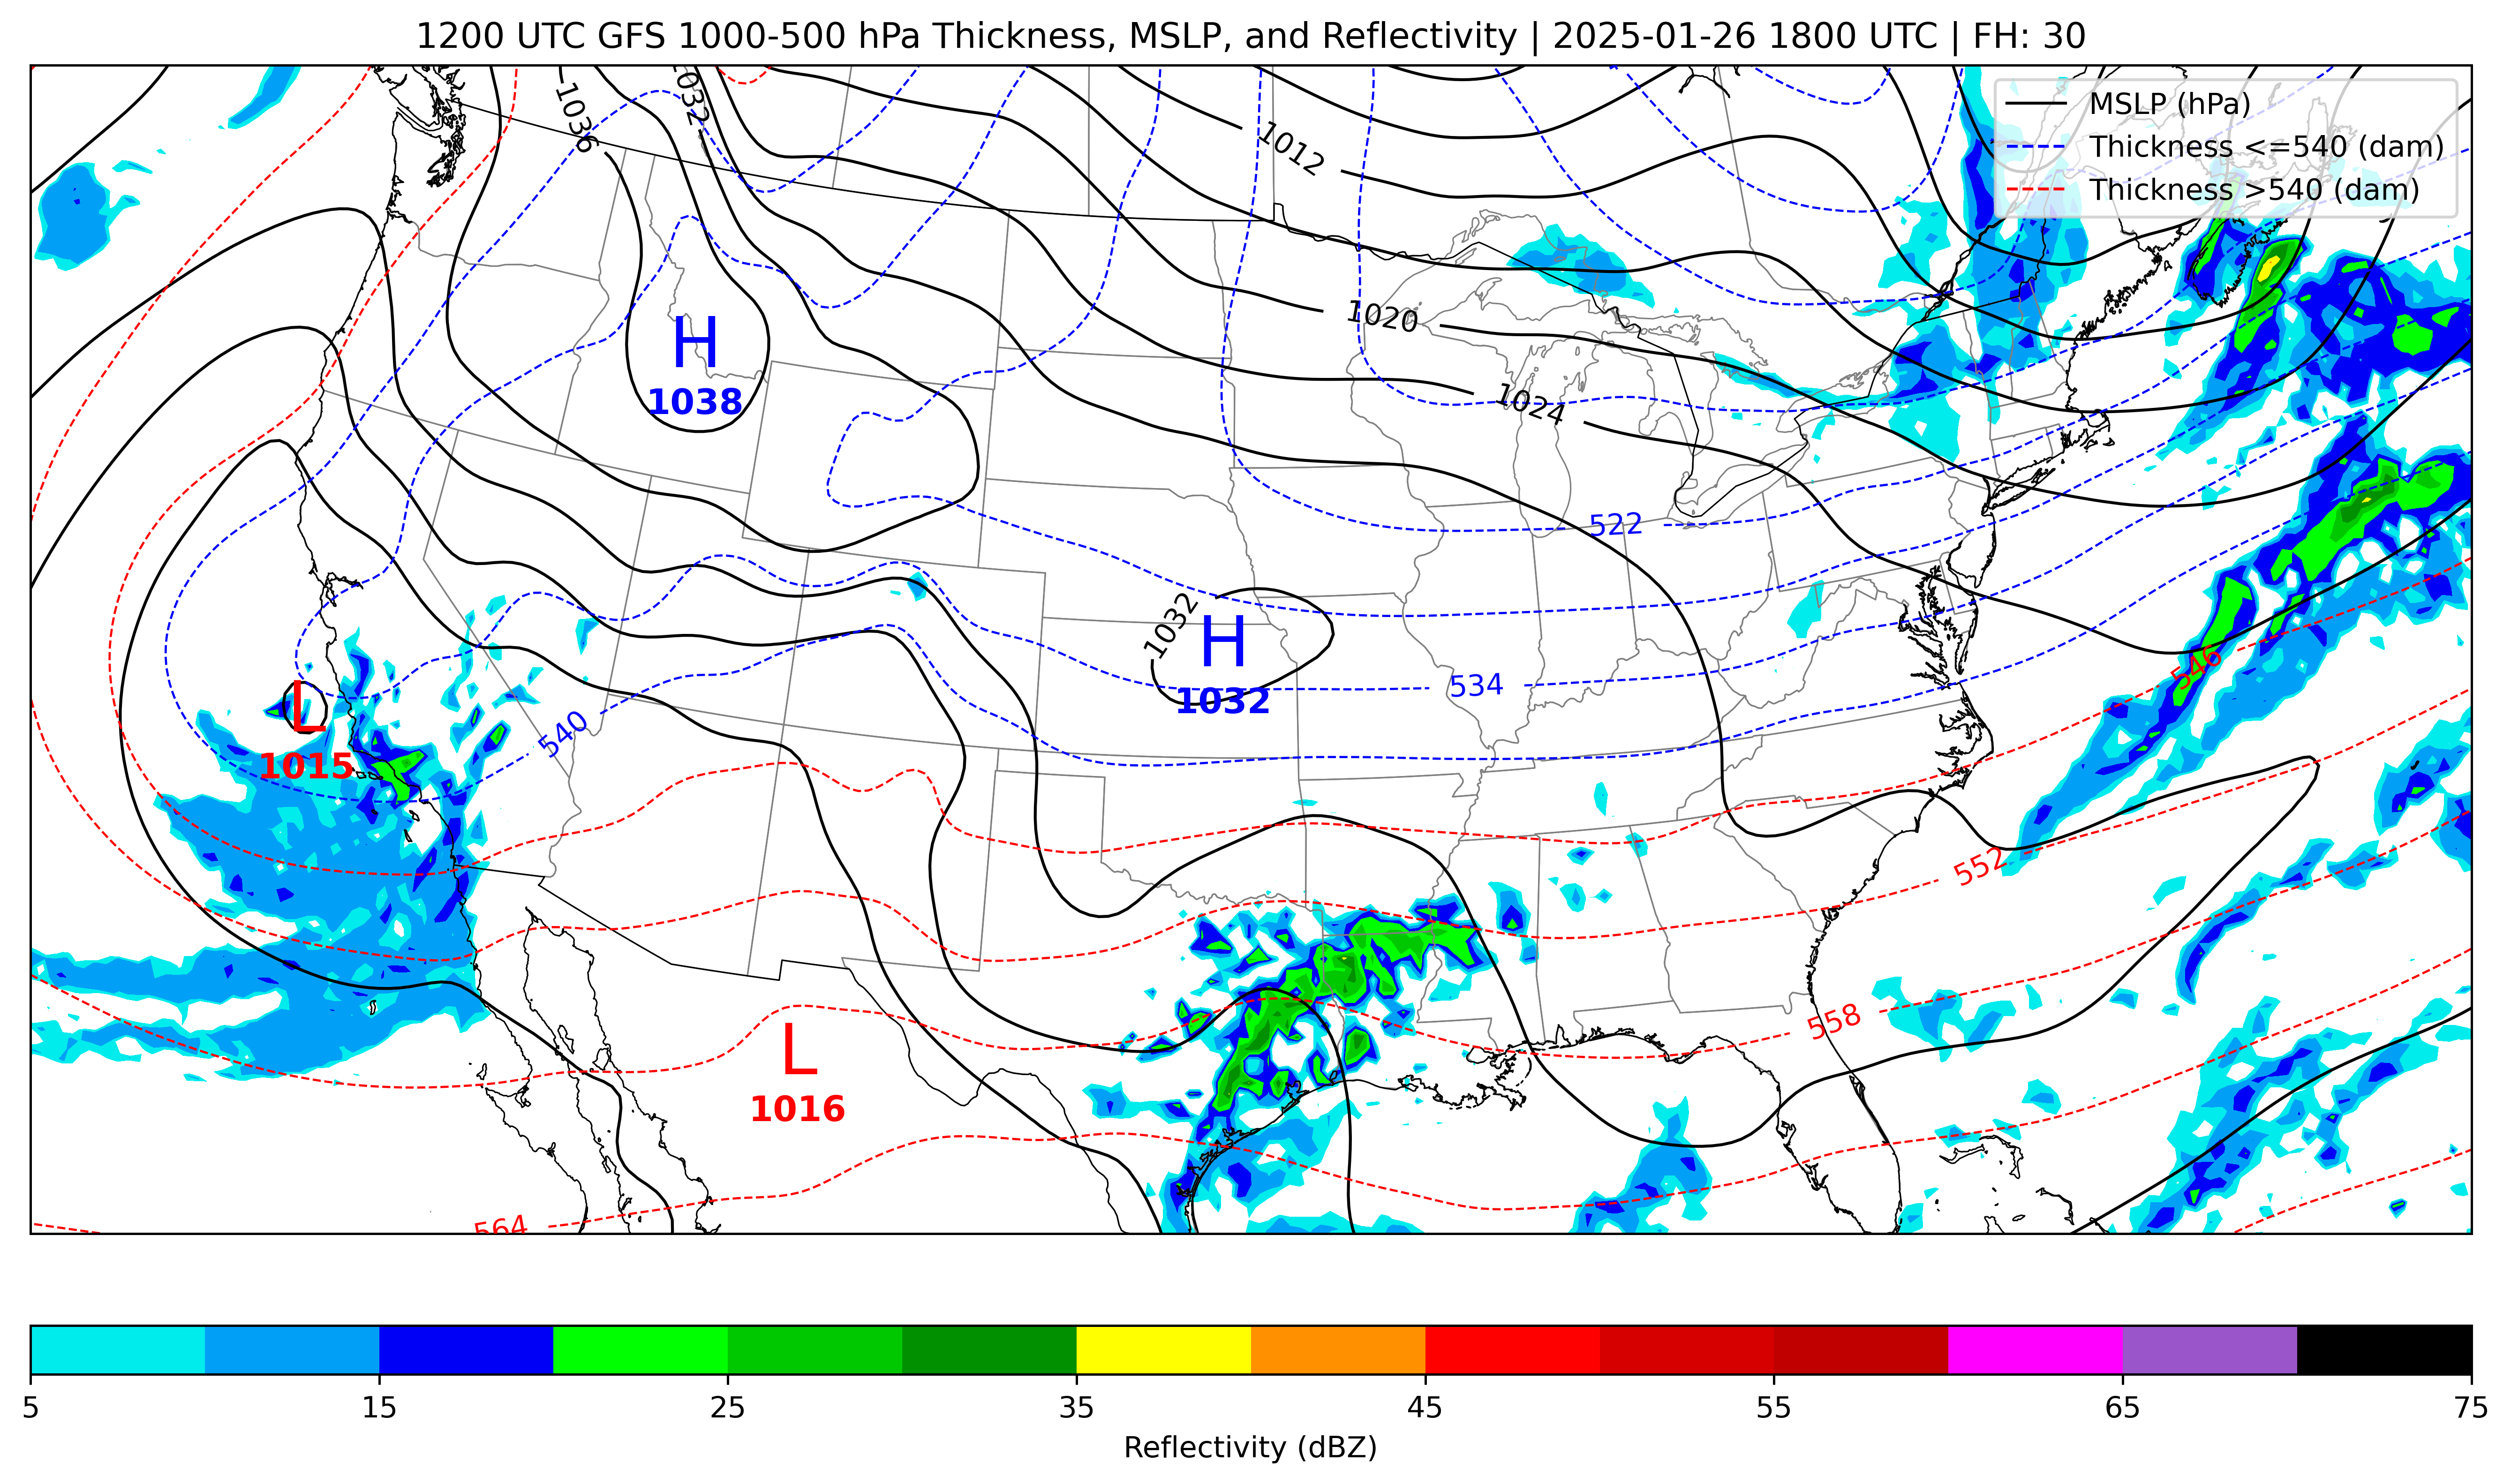 1200 UTC GFS 1000-500 hPa Thickness, MSLP, and Reflectivity | 2025-01-26 1800 UTC | FH: 30
MSLP (hPa)
Thickness <=540 (dam)
Thickness >540 (dam)
1036
1032
1012
1020
1024
H
1038
522
1032
H
1032
534
546
540
L
1015
552
558
L
1016
564
5 15 25 35 45 55 65 75
Reflectivity (dBZ)